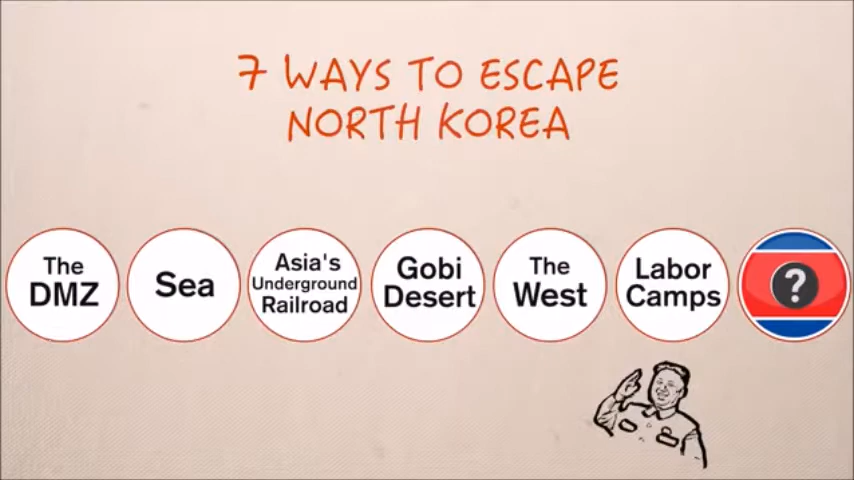 7 WAYS TO ESCAPE
NORTH KOREA
The
DMZ
Sea
Asia's
Underground
Railroad
Gobi
Desert
The
West
Labor
Camps
?